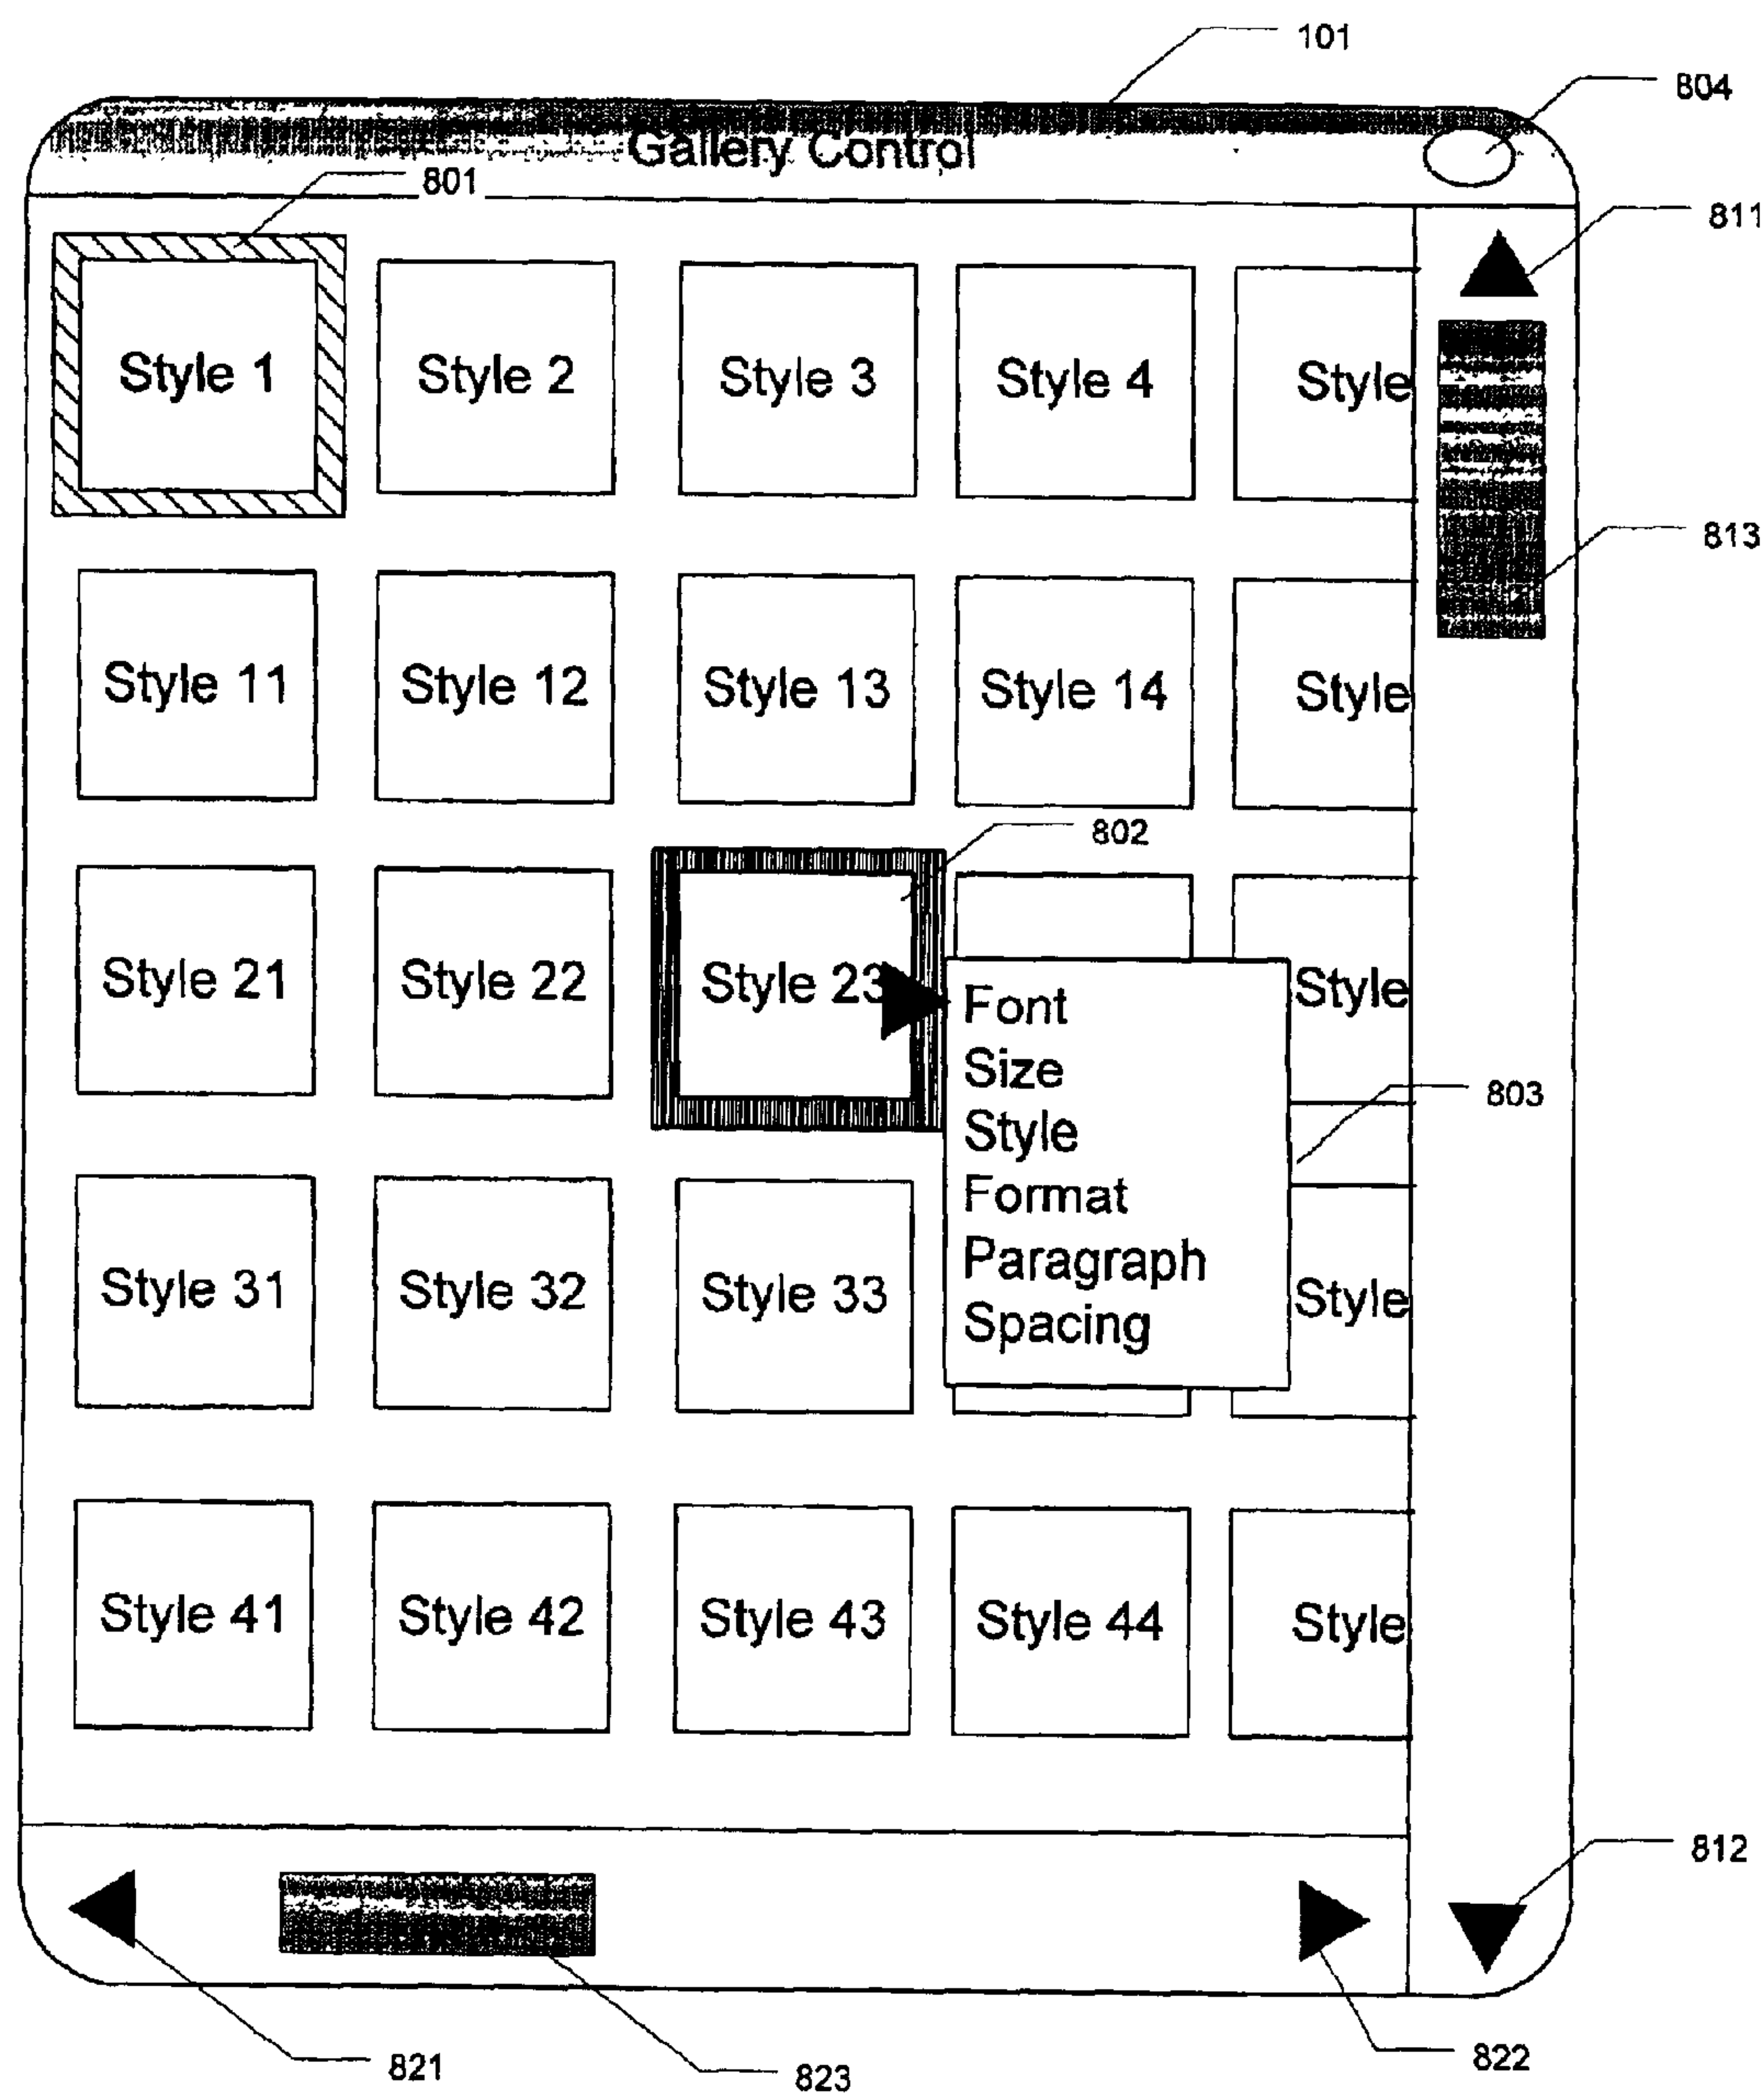 101
804
Gallery Control
801
811
Style 1
Style 2
Style 3
Style 4
Style
813
Style 11
Style 12
Style 13
Style 14
Style
802
Style 21
Style 22
Style 23
Style
Font
Size
Style
Format
Paragraph
Spacing
803
Style 31
Style 32
Style 33
Style
Style 41
Style 42
Style 43
Style 44
Style
812
821
823
822